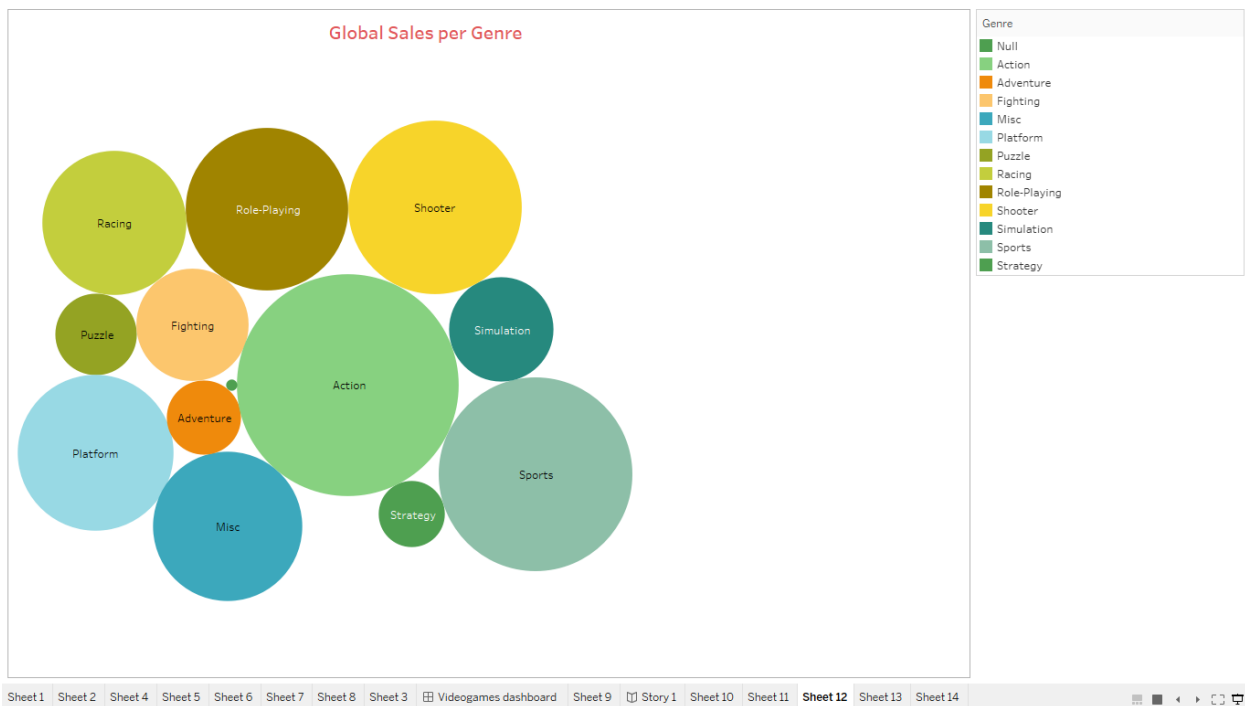 Global Sales per Genre
Racing
Role-Playing
Shooter
Puzzle
Fighting
Simulation
Action
Adventure
Platform
Sports
Strategy
Misc
Genre
Null
Action
Adventure
Fighting
Misc
Platform
Puzzle
Racing
Role-Playing
Shooter
Simulation
Sports
Strategy
Sheet 1 Sheet 2 Sheet 4 Sheet 5 Sheet 6 Sheet 7 Sheet 8 Sheet 3 Videogames dashboard Sheet 9 Story 1 Sheet 10 Sheet 11 Sheet 12 Sheet 13 Sheet 14